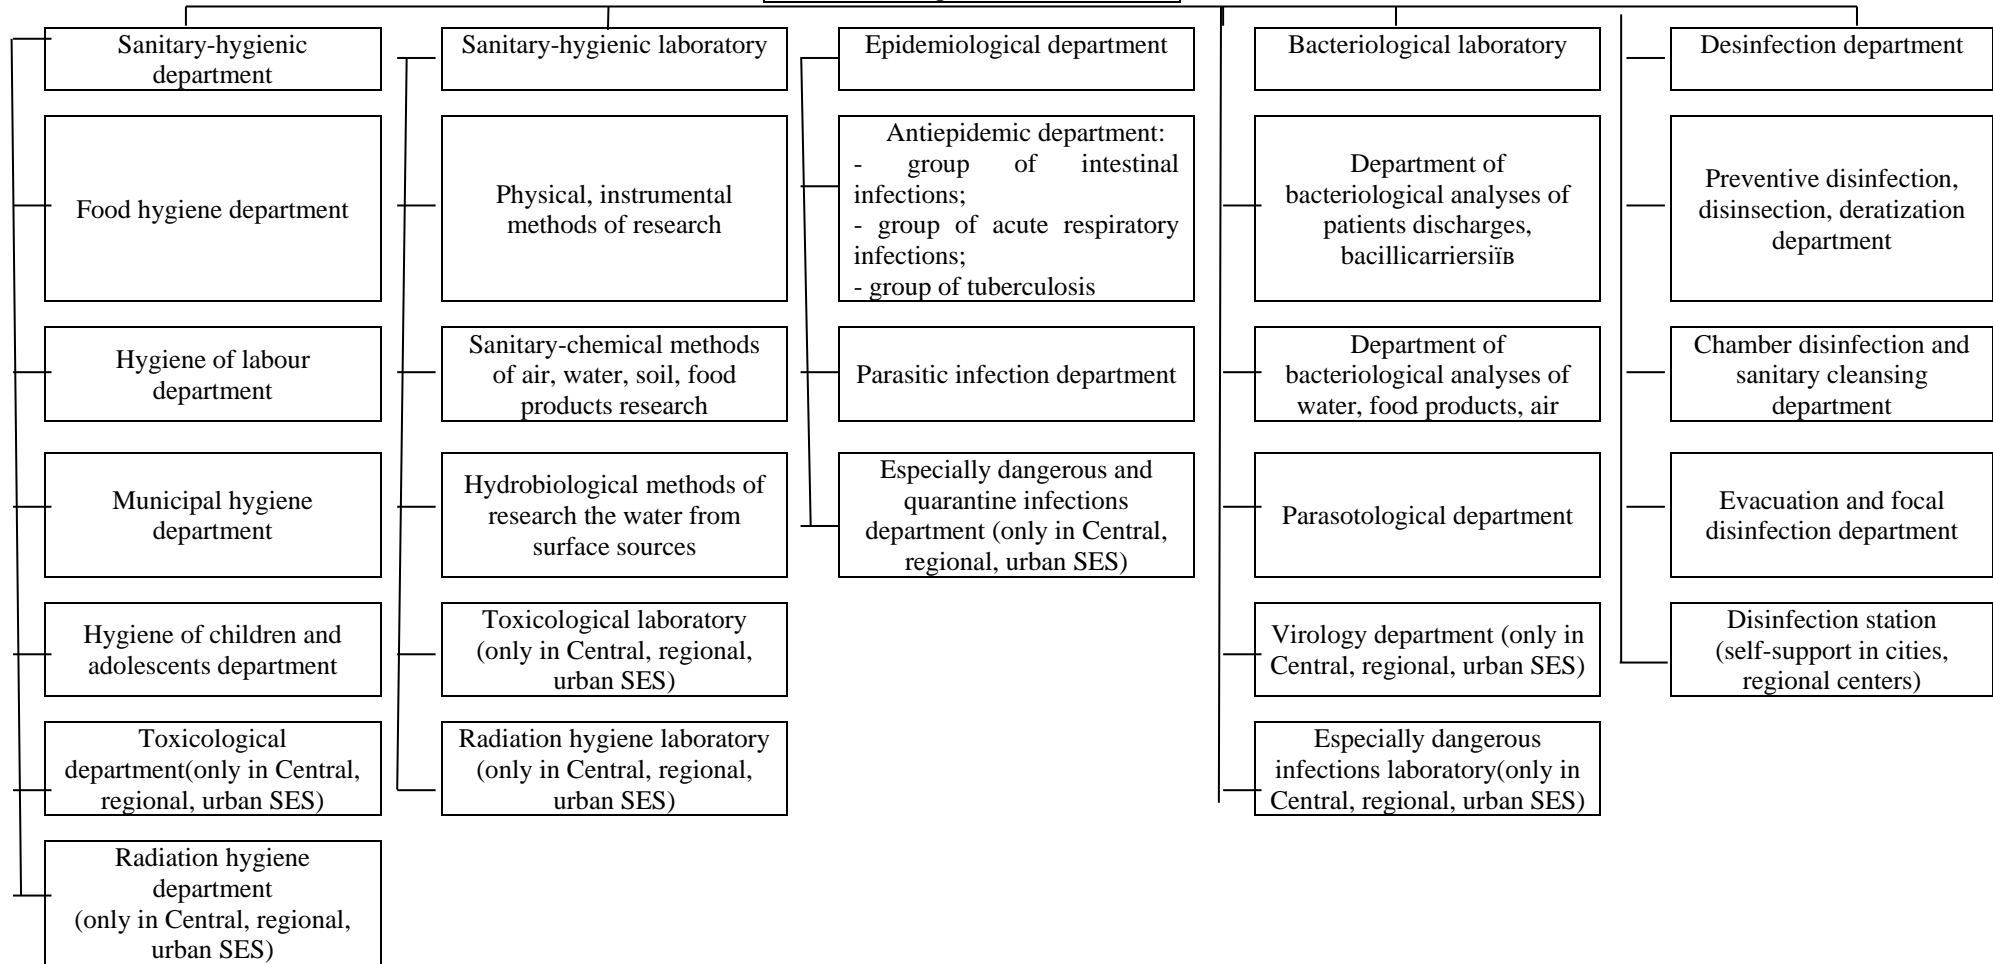 Sanitary-hygienic
department
Food hygiene department
Hygiene of labour
department
Municipal hygiene
department
Hygiene of children and
adolescents department
Toxicological
department(only in Central,
regional, urban SES)
Radiation hygiene
department
(only in Central, regional,
urban SES)
Sanitary-hygienic laboratory
Physical, instrumental
methods of research
Sanitary-chemical methods
of air, water, soil, food
products research
Hydrobiological methods of
research the water from
surface sources
Toxicological laboratory
(only in Central, regional,
urban SES)
Radiation hygiene laboratory
(only in Central, regional,
urban SES)
Epidemiological department
Antiepidemic department:
- group of intestinal
infections;
- group of acute respiratory
infections;
- group of tuberculosis
Parasitic infection department
Especially dangerous and
quarantine infections
department (only in Central,
regional, urban SES)
Bacteriological laboratory
Department of
bacteriological analyses of
patients discharges,
bacillicarriersіїв
Department of
bacteriological analyses of
water, food products, air
Parasotological department
Virology department (only in
Central, regional, urban SES)
Especially dangerous
infections laboratory(only in
Central, regional, urban SES)
Desinfection department
Preventive disinfection,
disinsection, deratization
department
Chamber disinfection and
sanitary cleansing
department
Evacuation and focal
disinfection department
Disinfection station
(self-support in cities,
regional centers)